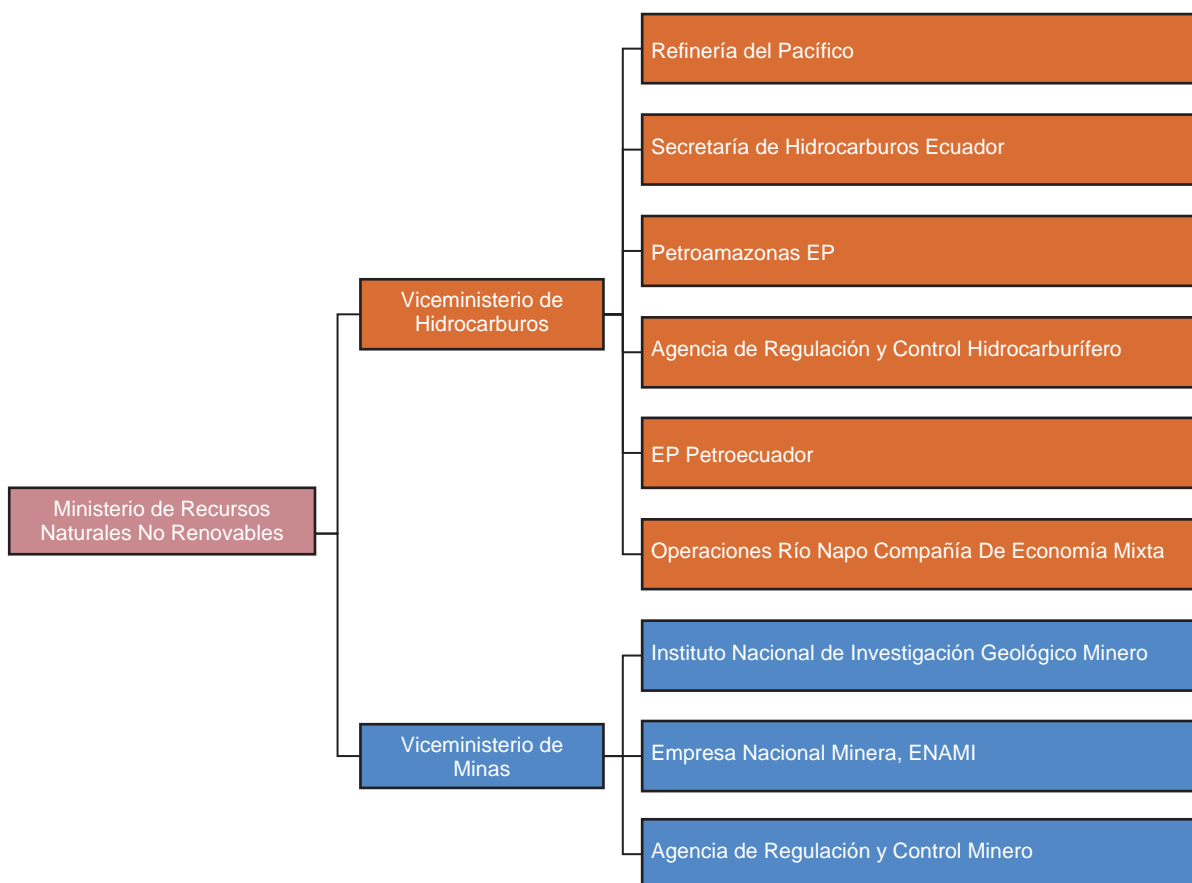 Refinería del Pacífico
Secretaría de Hidrocarburos Ecuador
Petroamazonas EP
Viceministerio de
Hidrocarburos
Agencia de Regulación y Control Hidrocarburífero
EP Petroecuador
Ministerio de Recursos
Naturales No Renovables
Operaciones Río Napo Compañía De Economía Mixta
Instituto Nacional de Investigación Geológico Minero
Viceministerio de
Minas
Empresa Nacional Minera, ENAMI
Agencia de Regulación y Control Minero